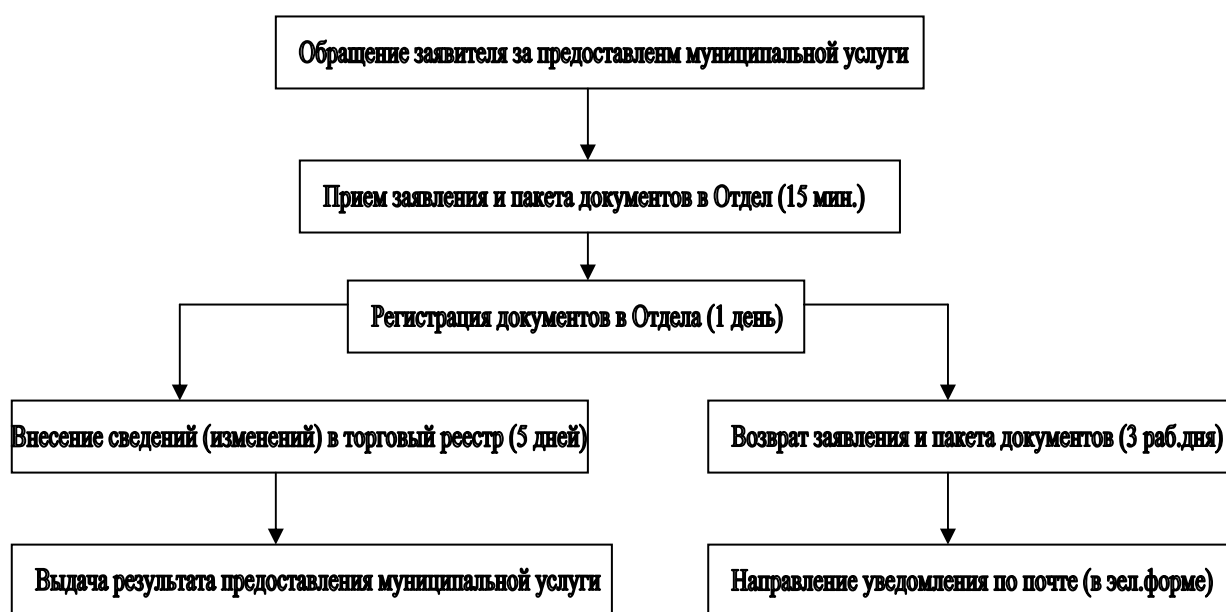 Обращение заявителя за предоставленм муниципальной услуги
Прием заявления и пакета документов в Отдел (15 мин.)
Регистрация документов в Отдела (1 день)
Внесение сведений (изменений) в торговый реестр (5 дней)
Возврат заявления и пакета документов (3 раб.дня)
Выдача результата предоставления муниципальной услуги
Направление уведомления по почте (в эел.форме)